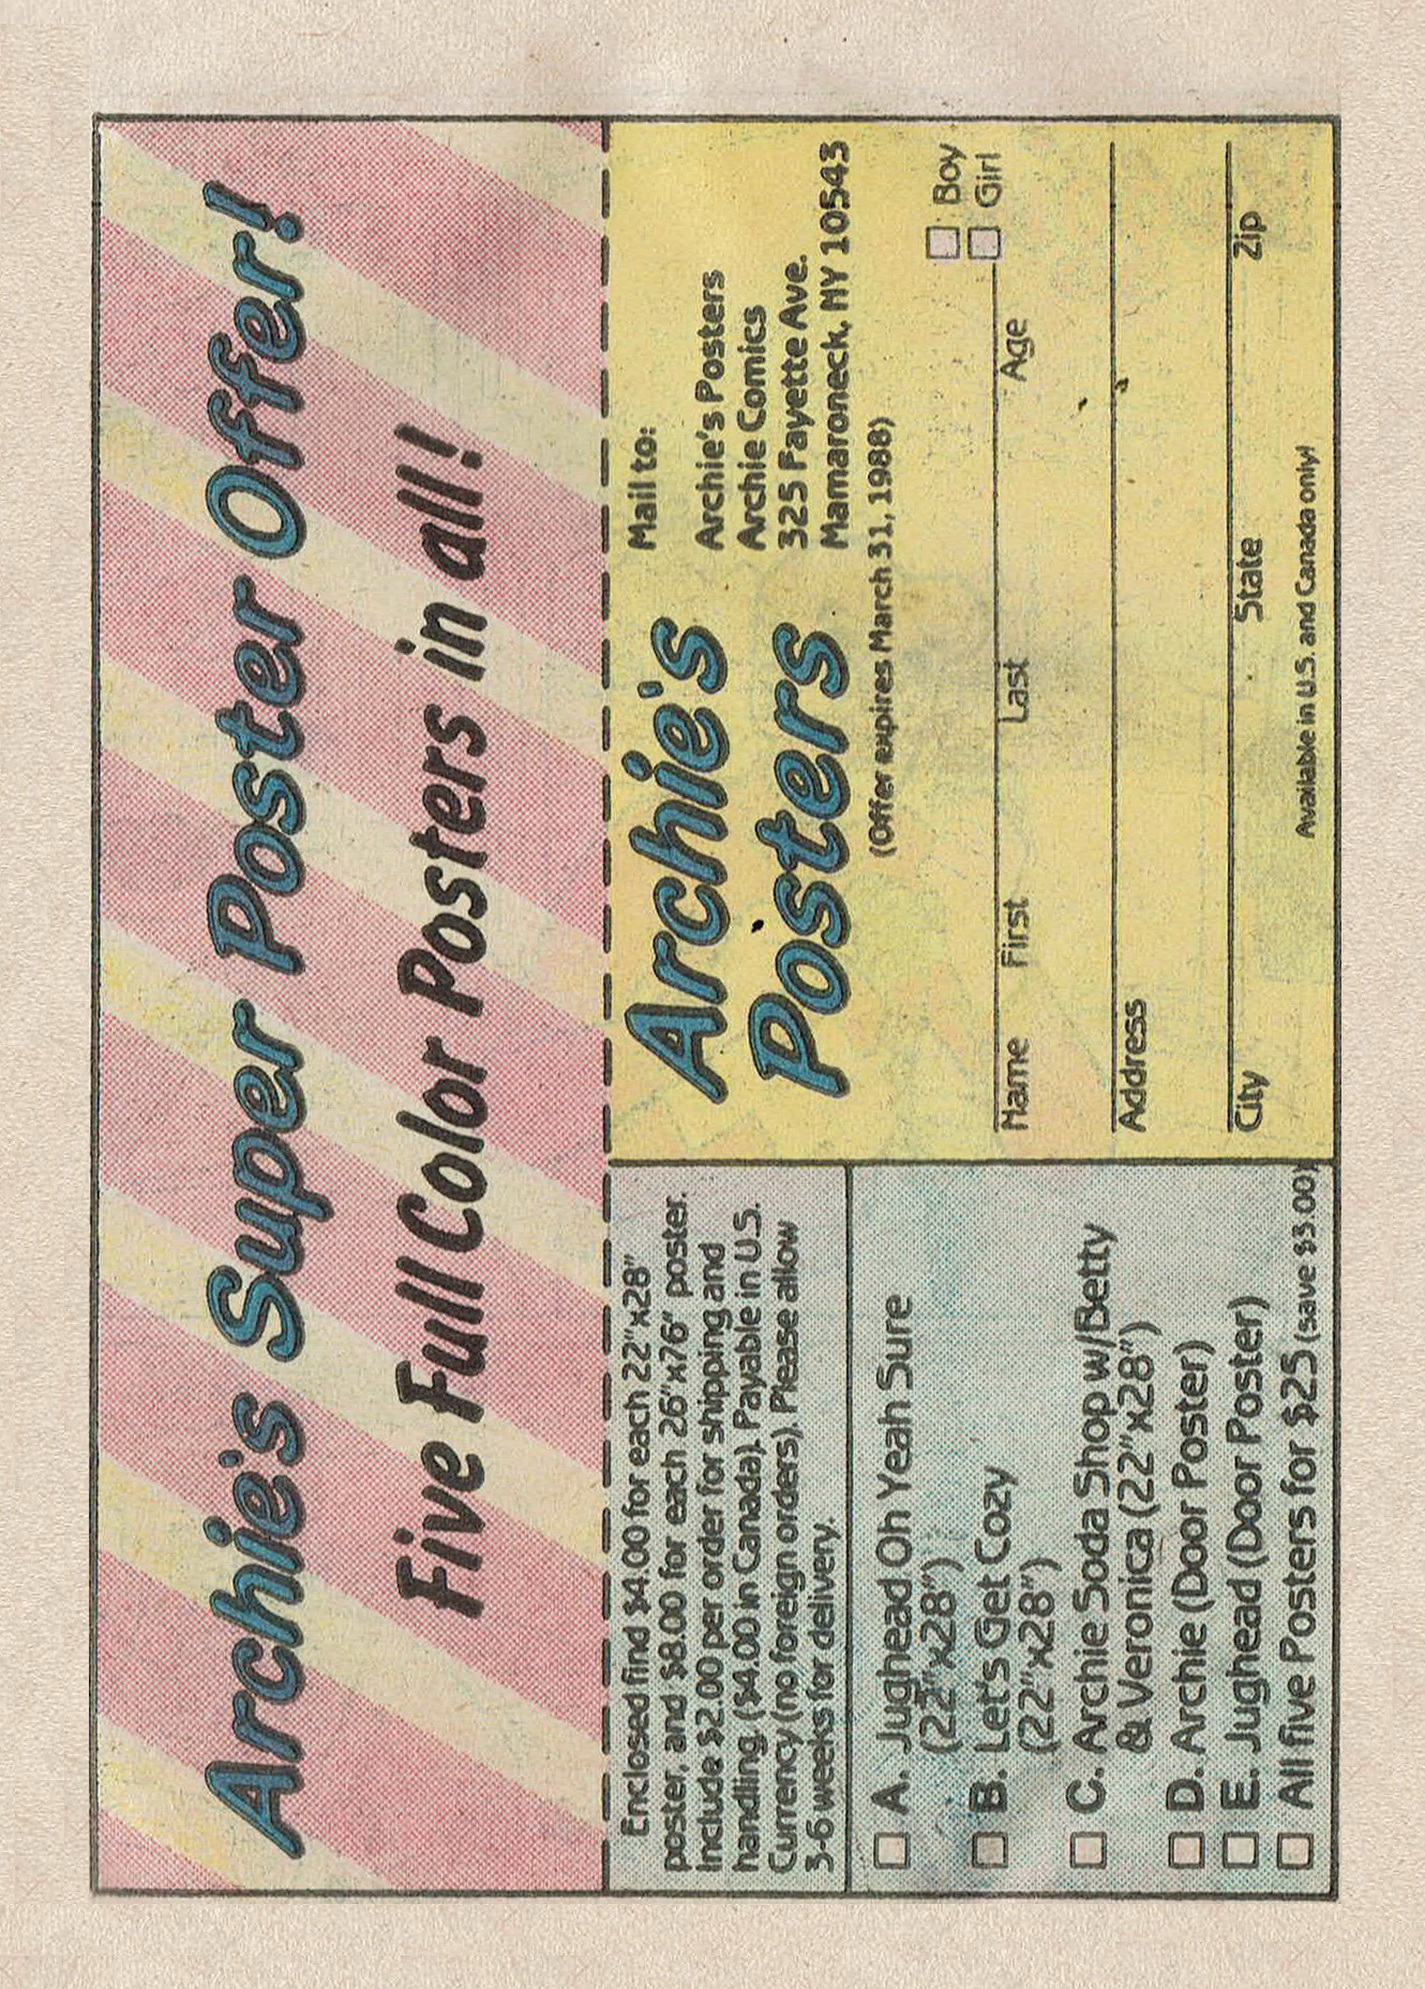 Archie's Super Poster Offer!
Five Full Color Posters in all!
Enclosed find $4.00 for each 22"x28"
poster, and $8.00 for each 26"x76" poster.
Include $2.00 per order for shipping and
handling. ($4.00 in Canada). Payable in U.S.
Currency (no foreign orders). Please allow
3-6 weeks for delivery.
A. Jughead Oh Yeah Sure
(22"x28")
B. Let's Get Cozy
(22"x28")
C. Archie Soda Shop w/Betty
& Veronica (22"x28")
D. Archie (Door Poster)
E. Jughead (Door Poster)
All five Posters for $25 (save $3.00)
Archie's
Posters
Mail to:
Archie's Posters
Archie Comics
325 Fayette Ave.
Mamaroneck, NY 10543
(Offer expires March 31, 1988)
Boy
Girl
Name First Last Age
Address
City State Zip
Available in U.S. and Canada only!